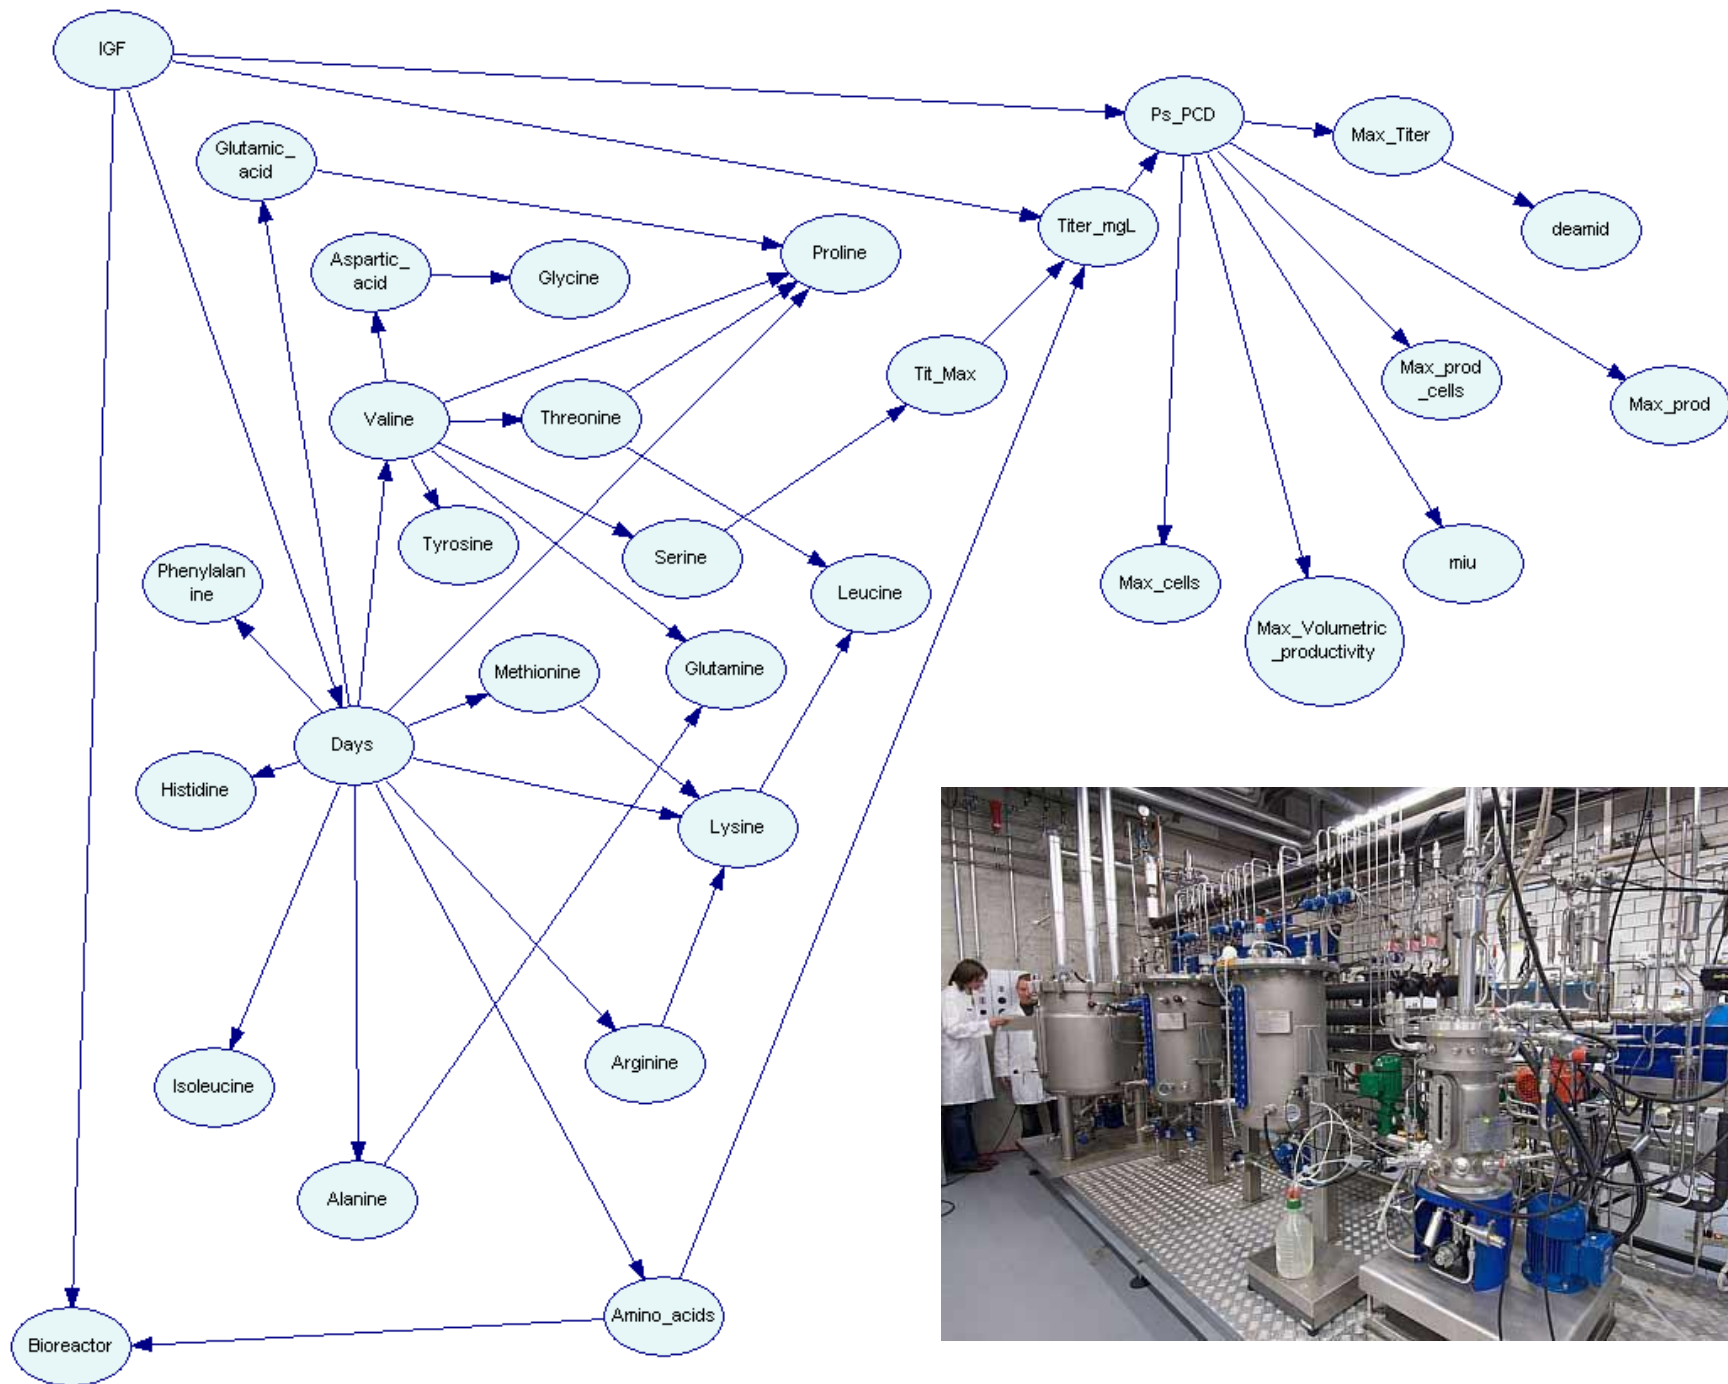 IGF
Ps_PCD
Max_Titer
Glutamic_
acid
Titer_mgL
deamid
Proline
Aspartic_
acid
Glycine
Tit_Max
Max_prod
_cells
Max_prod
Valine
Threonine
Tyrosine
Serine
Phenylalan
ine
Leucine
Max_cells
miu
Max_Volumetric
_productivity
Methionine
Glutamine
Days
Histidine
Lysine
Isoleucine
Arginine
Alanine
Amino_acids
Bioreactor